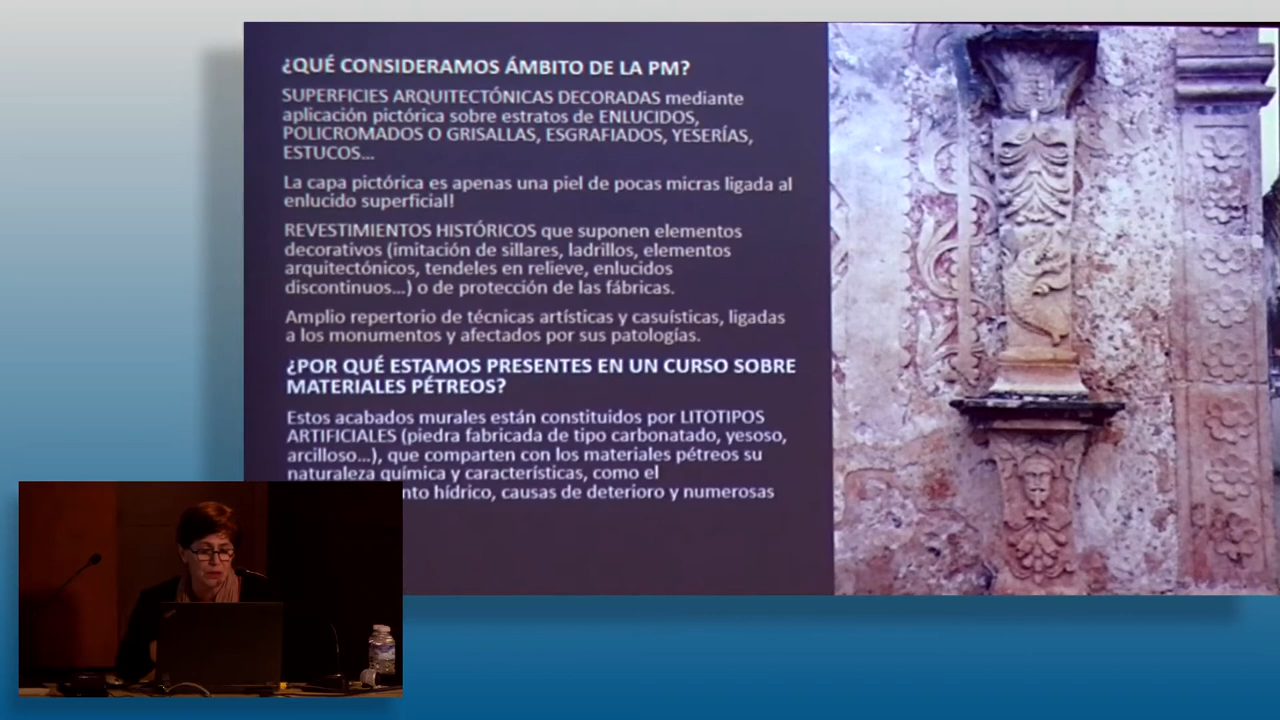 ¿QUÉ CONSIDERAMOS ÁMBITO DE LA PM?
SUPERFICIES ARQUITECTÓNICAS DECORADAS mediante
aplicación pictórica sobre estratos de ENLUCIDOS,
POLICROMADOS O GRISALLAS, ESGRAFIADOS, YESERÍAS,
ESTUCOS...
La capa pictórica es apenas una piel de pocas micras ligada al
enlucido superficial!
REVESTIMIENTOS HISTÓRICOS que suponen elementos
decorativos (imitación de sillares, ladrillos, elementos
arquitectónicos, tendeles en relieve, enlucidos
discontinuos...) o de protección de las fábricas.
Amplio repertorio de técnicas artísticas y casuísticas, ligadas
a los monumentos y afectados por sus patologías.
¿POR QUÉ ESTAMOS PRESENTES EN UN CURSO SOBRE
MATERIALES PÉTREOS?
Estos acabados murales están constituidos por LITOTIPOS
ARTIFICIALES (piedra fabricada de tipo carbonatado, yesoso,
arcilloso...), que comparten con los materiales pétreos su
naturaleza química y características, como el
nto hídrico, causas de deterioro y numerosas